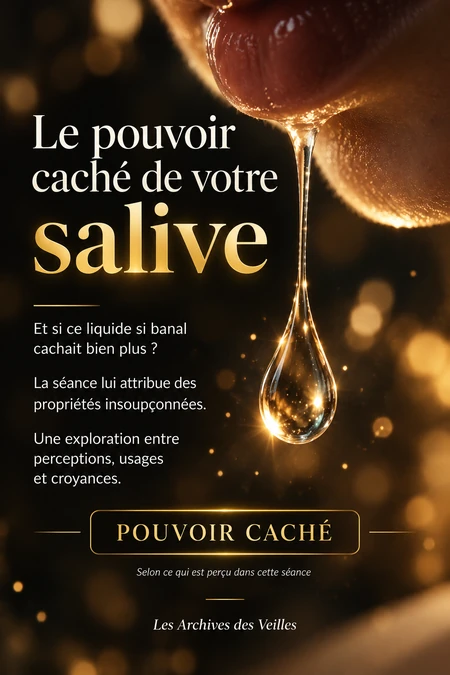 Le pouvoir
caché de votre
salive
Et si ce liquide si banal
cachait bien plus ?
La séance lui attribue des
propriétés insoupçonnées.
Une exploration entre
perceptions, usages
et croyances.
POUVOIR CACHÉ
Selon ce qui est perçu dans cette séance
Les Archives des Veilles